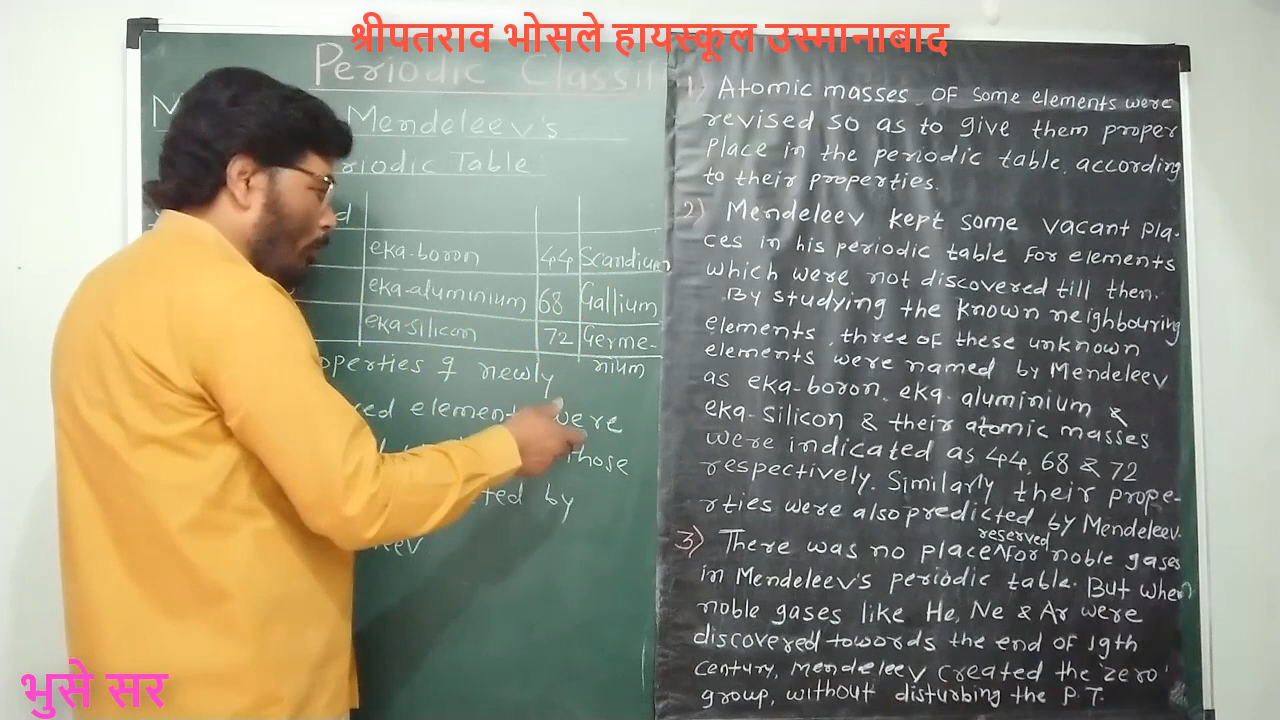 श्रीपतराव भोसले हायस्कूल उस्मानाबाद
Periodic Classif
Mendeleev's
riodic Table
eka-boron 44 Scandium
eka-aluminium 68 Gallium
eka-silicon 72 Germe-
nium
operties of newly
red element were
those
ted by
eev
1) Atomic masses of some elements were
revised so as to give them proper
place in the periodic table according
to their properties.
2) Mendeleev kept some vacant pla-
ces in his periodic table for elements
which were not discovered till then.
By studying the known neighbouring
elements, three of these unknown
elements were named by Mendeleev
as eka-boron, eka-aluminium &
eka-silicon & their atomic masses
were indicated as 44, 68 & 72
respectively. Similarly their prope-
rties were also predicted by Mendeleev.
3) There was no place reserved for noble gases
in Mendeleev's periodic table. But when
noble gases like He, Ne & Ar were
discovered towords the end of 19th
century, Mendeleev created the 'zero'
group, without disturbing the P.T.
भुसे सर